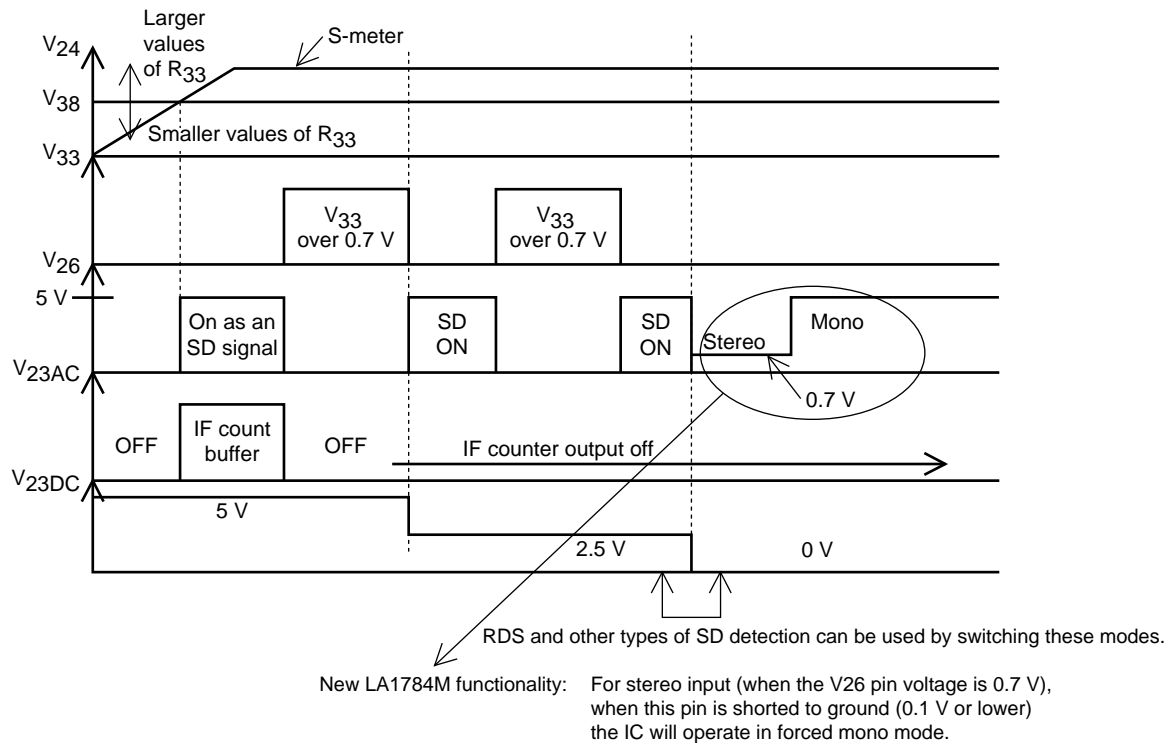 Larger
values
of R33
V24
S-meter
V38
Smaller values of R33
V33
V33
over 0.7 V
V33
over 0.7 V
V26
5 V
On as an
SD signal
SD
ON
SD
ON
Stereo
Mono
V23AC
0.7 V
OFF
IF count
buffer
OFF
IF counter output off
V23DC
5 V
2.5 V
0 V
RDS and other types of SD detection can be used by switching these modes.
New LA1784M functionality: For stereo input (when the V26 pin voltage is 0.7 V),
when this pin is shorted to ground (0.1 V or lower)
the IC will operate in forced mono mode.